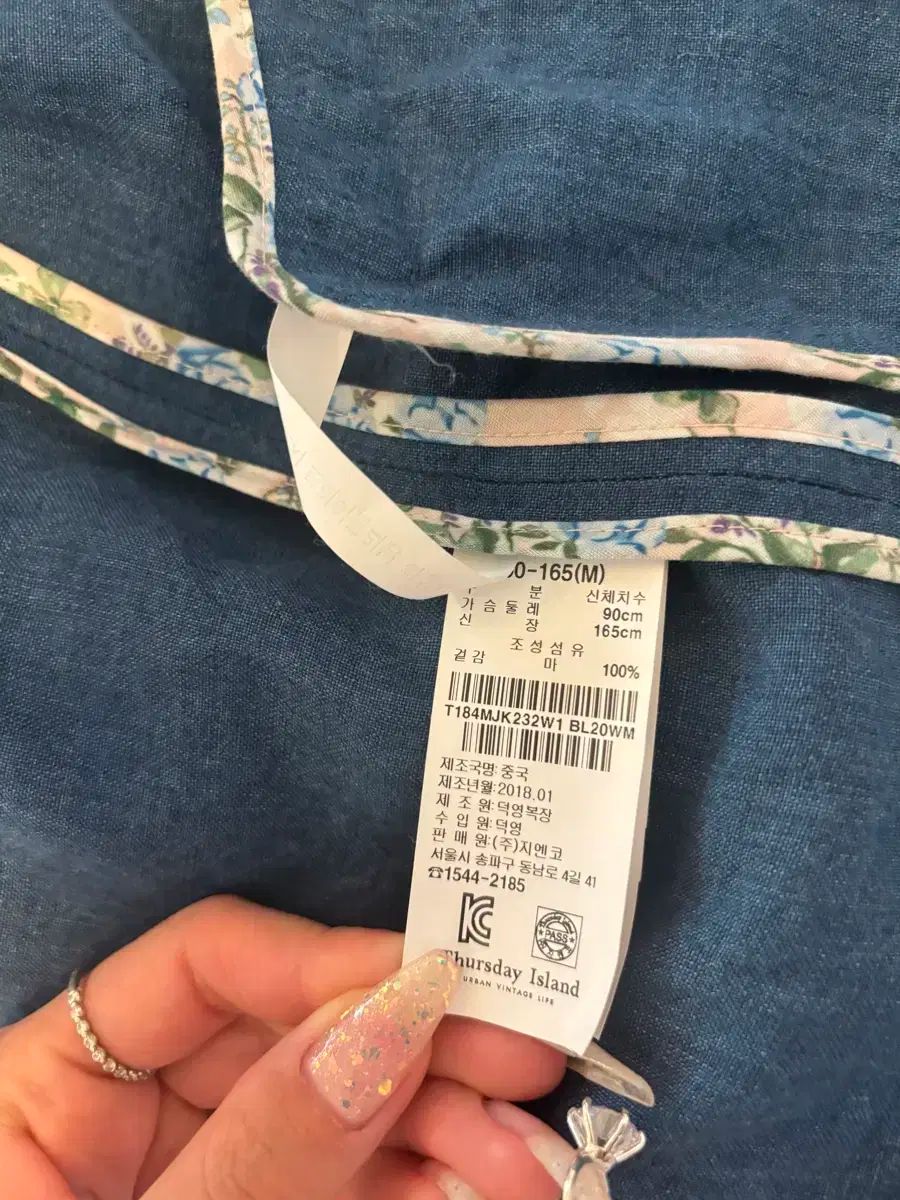 0-165(M)
구 분 신체치수
가슴둘레 90cm
신 장 165cm
조성섬유
겉감 마 100%
T184MJK232W1 BL20WM
제조국명:중국
제조년월:2018.01
제 조 원:덕영복장
수 입 원:덕영
판 매 원:(주)지엔코
서울시 송파구 동남로 4길 41
☎1544-2185
PASS
Thursday Island
URBAN VINTAGE LIFE